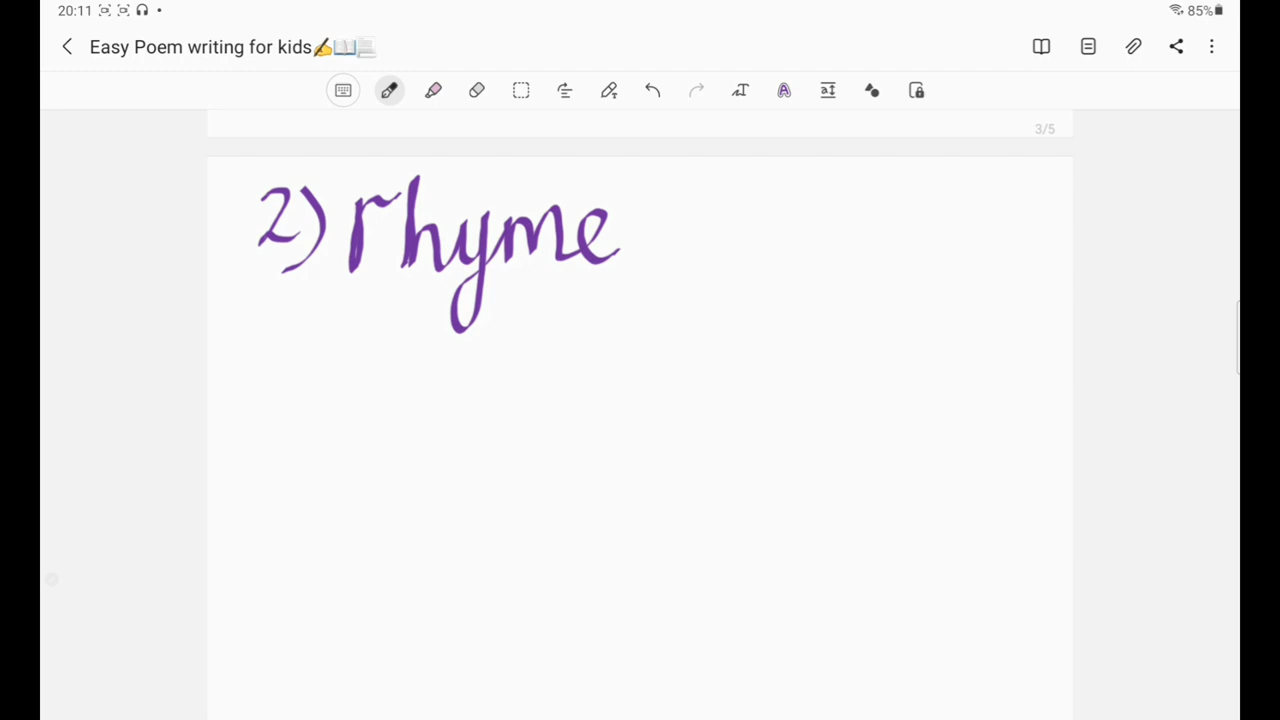 20:11 85%
Easy Poem writing for kids✍️📖📃
3/5
2) rhyme